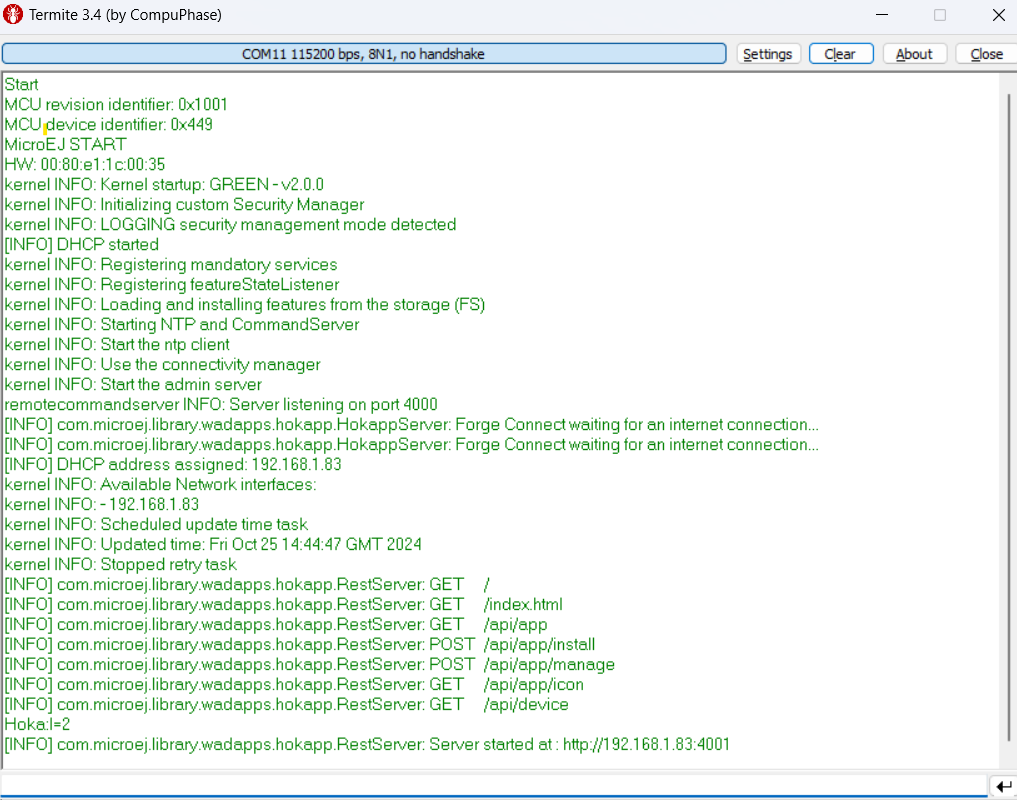 Termite 3.4 (by CompuPhase)
COM11 115200 bps, 8N1, no handshake
Settings
Clear
About
Close
Start
MCU revision identifier: 0x1001
MCU device identifier: 0x449
MicroEJ START
HW: 00:80:e1:1c:00:35
kernel INFO: Kernel startup: GREEN - v2.0.0
kernel INFO: Initializing custom Security Manager
kernel INFO: LOGGING security management mode detected
[INFO] DHCP started
kernel INFO: Registering mandatory services
kernel INFO: Registering featureStateListener
kernel INFO: Loading and installing features from the storage (FS)
kernel INFO: Starting NTP and CommandServer
kernel INFO: Start the ntp client
kernel INFO: Use the connectivity manager
kernel INFO: Start the admin server
remotecommandserver INFO: Server listening on port 4000
[INFO] com.microej.library.wadapps.hokapp.HokappServer: Forge Connect waiting for an internet connection...
[INFO] com.microej.library.wadapps.hokapp.HokappServer: Forge Connect waiting for an internet connection...
[INFO] DHCP address assigned: 192.168.1.83
kernel INFO: Available Network interfaces:
kernel INFO: - 192.168.1.83
kernel INFO: Scheduled update time task
kernel INFO: Updated time: Fri Oct 25 14:44:47 GMT 2024
kernel INFO: Stopped retry task
[INFO] com.microej.library.wadapps.hokapp.RestServer: GET /
[INFO] com.microej.library.wadapps.hokapp.RestServer: GET /index.html
[INFO] com.microej.library.wadapps.hokapp.RestServer: GET /api/app
[INFO] com.microej.library.wadapps.hokapp.RestServer: POST /api/app/install
[INFO] com.microej.library.wadapps.hokapp.RestServer: POST /api/app/manage
[INFO] com.microej.library.wadapps.hokapp.RestServer: GET /api/app/icon
[INFO] com.microej.library.wadapps.hokapp.RestServer: GET /api/device
Hoka:I=2
[INFO] com.microej.library.wadapps.hokapp.RestServer: Server started at : http://192.168.1.83:4001